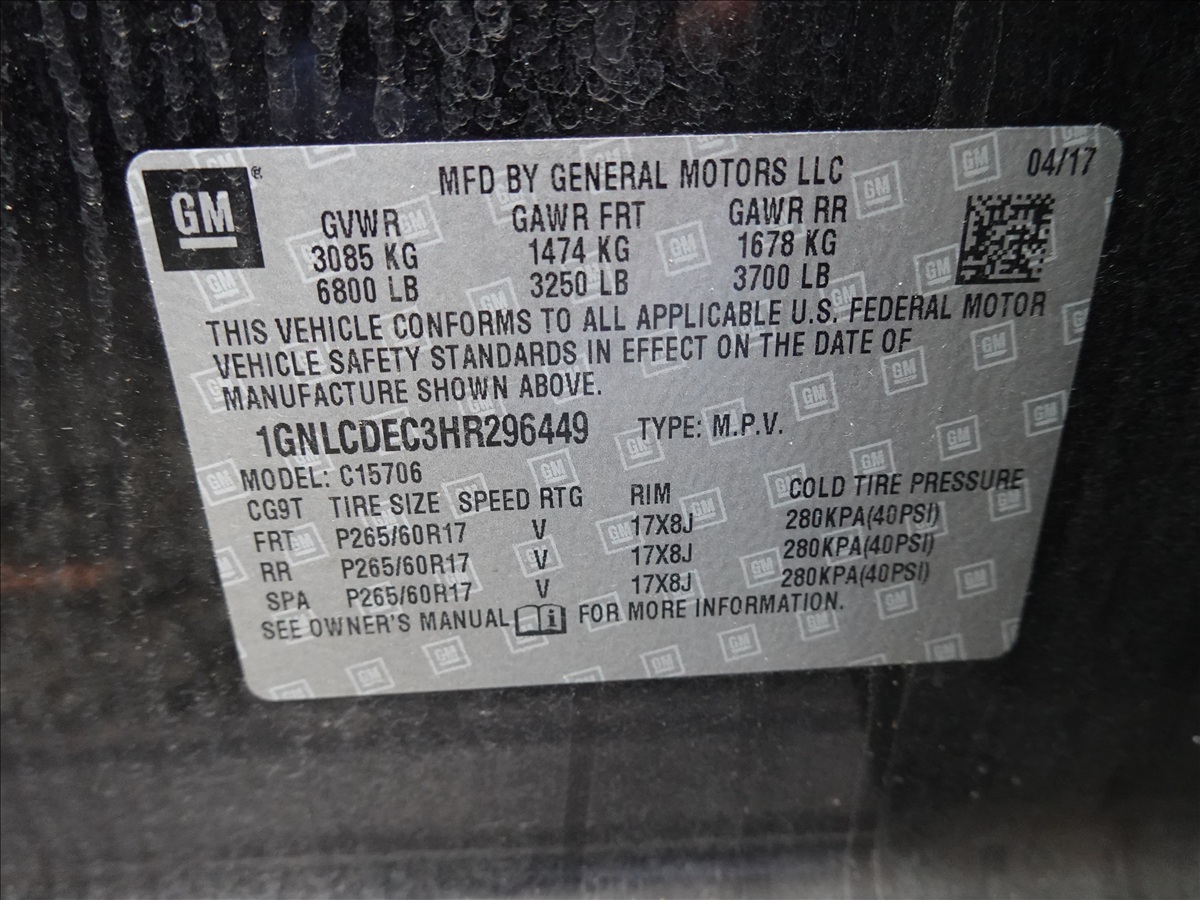 GM ®
MFD BY GENERAL MOTORS LLC 04/17
GVWR GAWR FRT GAWR RR
3085 KG 1474 KG 1678 KG
6800 LB 3250 LB 3700 LB
THIS VEHICLE CONFORMS TO ALL APPLICABLE U.S. FEDERAL MOTOR
VEHICLE SAFETY STANDARDS IN EFFECT ON THE DATE OF
MANUFACTURE SHOWN ABOVE.
1GNLCDEC3HR296449 TYPE: M.P.V.
MODEL: C15706
CG9T TIRE SIZE SPEED RTG RIM COLD TIRE PRESSURE
FRT P265/60R17 V 17X8J 280KPA(40PSI)
RR P265/60R17 V 17X8J 280KPA(40PSI)
SPA P265/60R17 V 17X8J 280KPA(40PSI)
SEE OWNER'S MANUAL i FOR MORE INFORMATION.